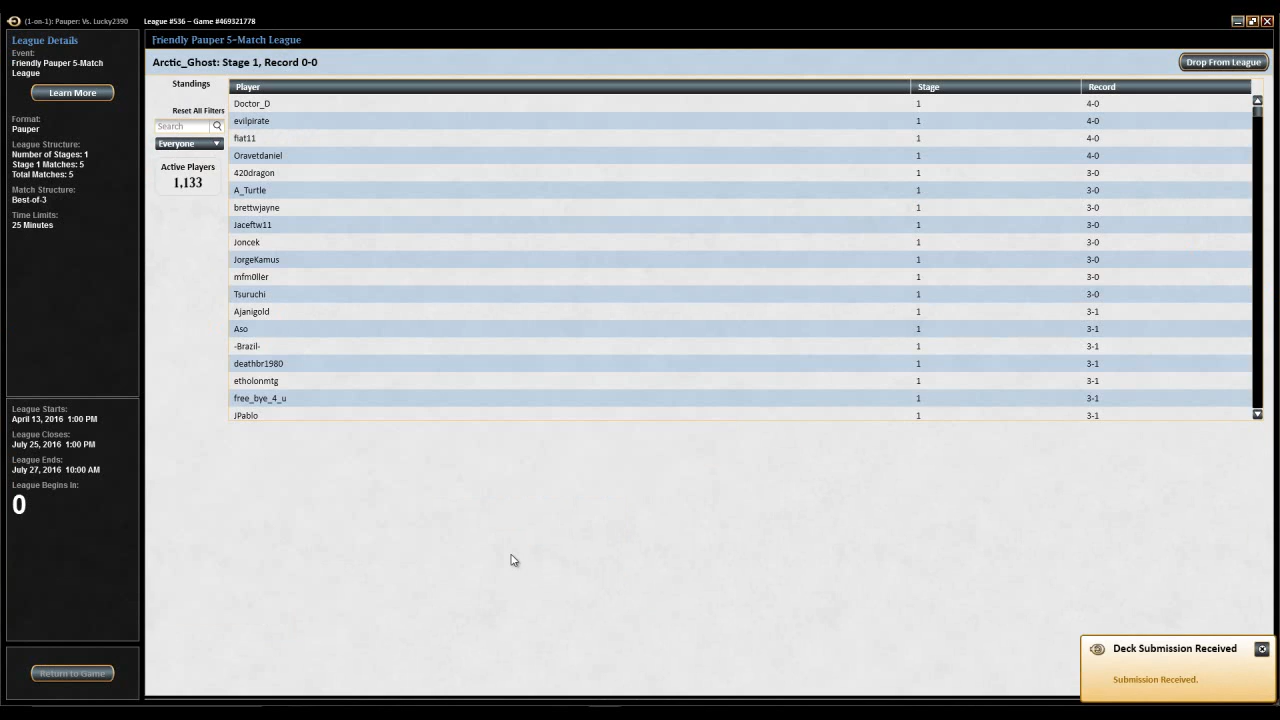 (1-on-1): Pauper: Vs. Lucky2390
League #536 – Game #469321778
League Details
Event:
Friendly Pauper 5-Match
League
Learn More
Format:
Pauper
League Structure:
Number of Stages: 1
Stage 1 Matches: 5
Total Matches: 5
Match Structure:
Best-of-3
Time Limits:
25 Minutes
League Starts:
April 13, 2016 1:00 PM
League Closes:
July 25, 2016 1:00 PM
League Ends:
July 27, 2016 10:00 AM
League Begins In:
0
Return to Game
Friendly Pauper 5-Match League
Arctic_Ghost: Stage 1, Record 0-0
Drop From League
Standings
Reset All Filters
Search
Everyone
Active Players
1,133
Player Stage Record
Doctor_D 1 4-0
evilpirate 1 4-0
fiat11 1 4-0
Oravetdaniel 1 4-0
420dragon 1 3-0
A_Turtle 1 3-0
brettwjayne 1 3-0
Jaceftw11 1 3-0
Joncek 1 3-0
JorgeKamus 1 3-0
mfm0ller 1 3-0
Tsuruchi 1 3-0
Ajanigold 1 3-1
Aso 1 3-1
-Brazil- 1 3-1
deathbr1980 1 3-1
etholonmtg 1 3-1
free_bye_4_u 1 3-1
JPablo 1 3-1
Deck Submission Received
Submission Received.